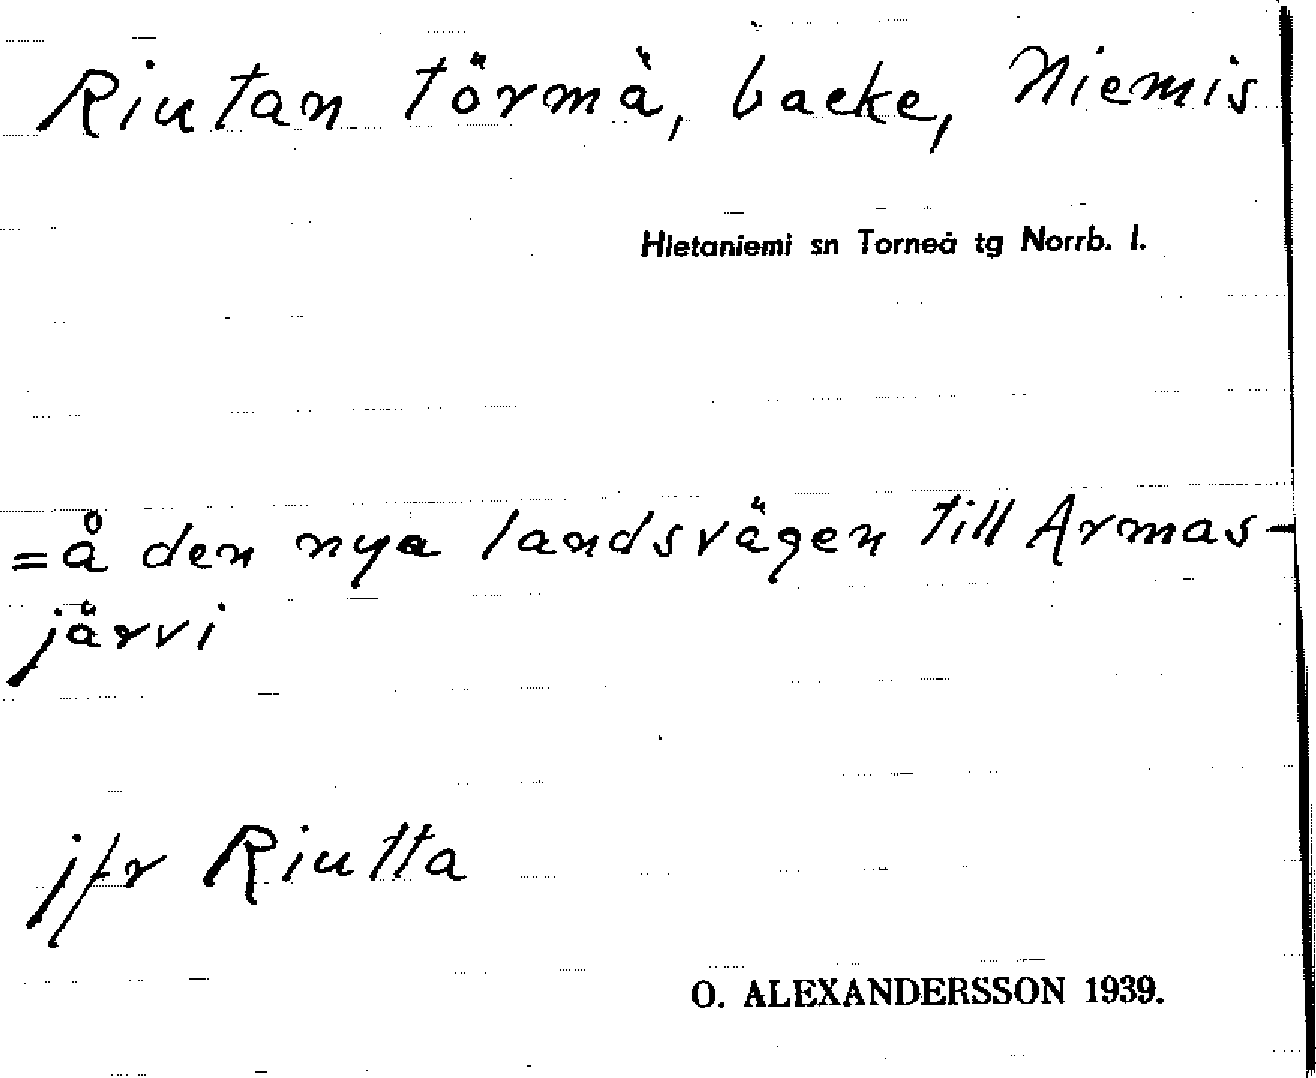 Riutan törmä, backe, Niemis
Hietaniemi sn Torneå tg Norrb. l.
= å den nya landsvägen till Armas-
järvi
jfr Riutta
O. ALEXANDERSSON 1939.